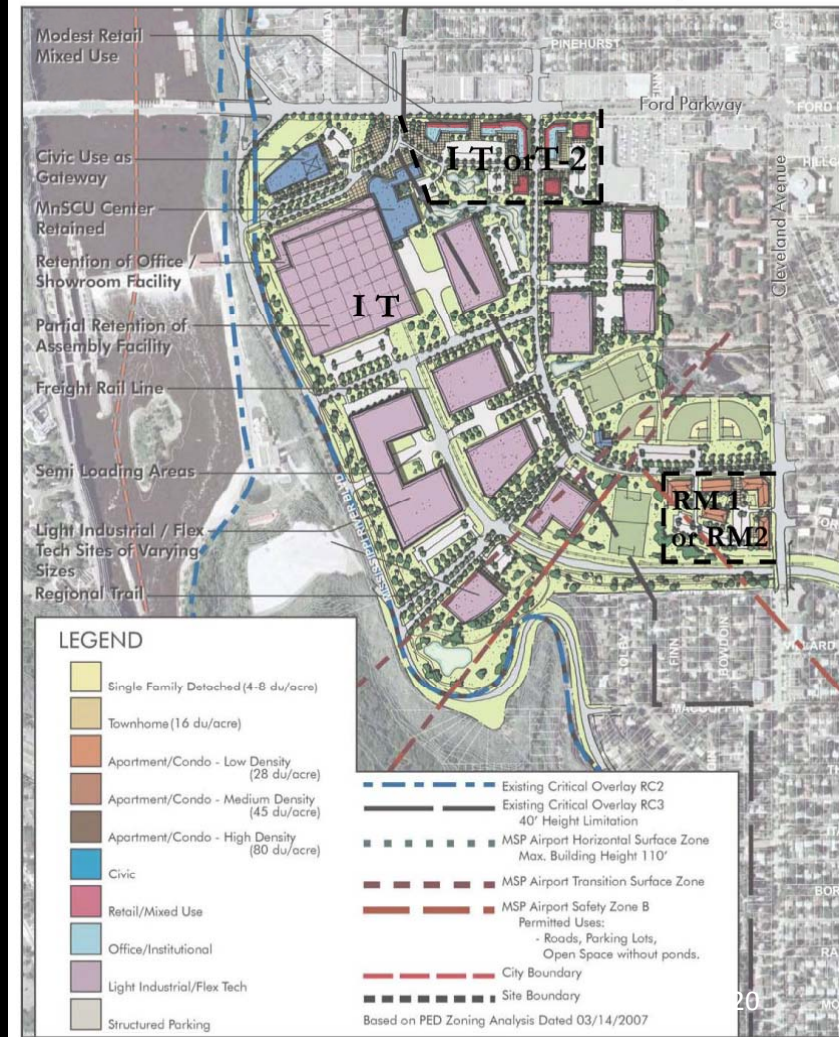 Modest Retail
Mixed Use
PINEHURST
Ford Parkway
FORD
Civic Use as
Gateway
I T or T-2
MnSCU Center
Retained
Cleveland Avenue
Retention of Office /
Showroom Facility
I T
Partial Retention of
Assembly Facility
Freight Rail Line
Semi Loading Areas
RM 1
or RM2
Light Industrial / Flex
Tech Sites of Varying
Sizes
Regional Trail
FINN
BOWDOIN
LEGEND
Single Family Detached (4-8 du/acre)
Townhome (16 du/acre)
Apartment/Condo - Low Density
(28 du/acre)
Apartment/Condo - Medium Density
(45 du/acre)
Apartment/Condo - High Density
(80 du/acre)
Civic
Retail/Mixed Use
Office/Institutional
Light Industrial/Flex Tech
Structured Parking
Existing Critical Overlay RC2
Existing Critical Overlay RC3
40' Height Limitation
MSP Airport Horizontal Surface Zone
Max. Building Height 110'
MSP Airport Transition Surface Zone
MSP Airport Safety Zone B
Permitted Uses:
- Roads, Parking Lots,
Open Space without ponds.
City Boundary
Site Boundary
Based on PED Zoning Analysis Dated 03/14/2007
20